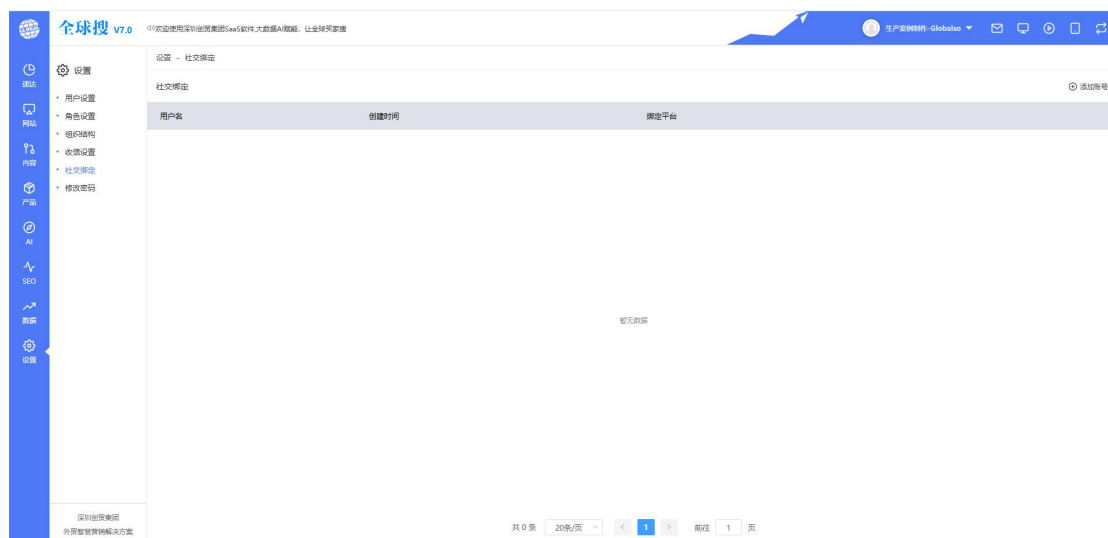 全球搜 V7.0
欢迎使用深圳创贸集团SaaS软件,大数据AI赋能，让全球买家搜
生产案例制作-Globalso
速达
网站
内容
产品
AI
SEO
数据
设置
设置
用户设置
角色设置
组织结构
收信设置
社交绑定
修改密码
深圳创贸集团
外贸智慧营销解决方案
设置 - 社交绑定
社交绑定
添加账号
用户名 创建时间 绑定平台
暂无数据
共 0 条 20条/页 < 1 > 前往 1 页